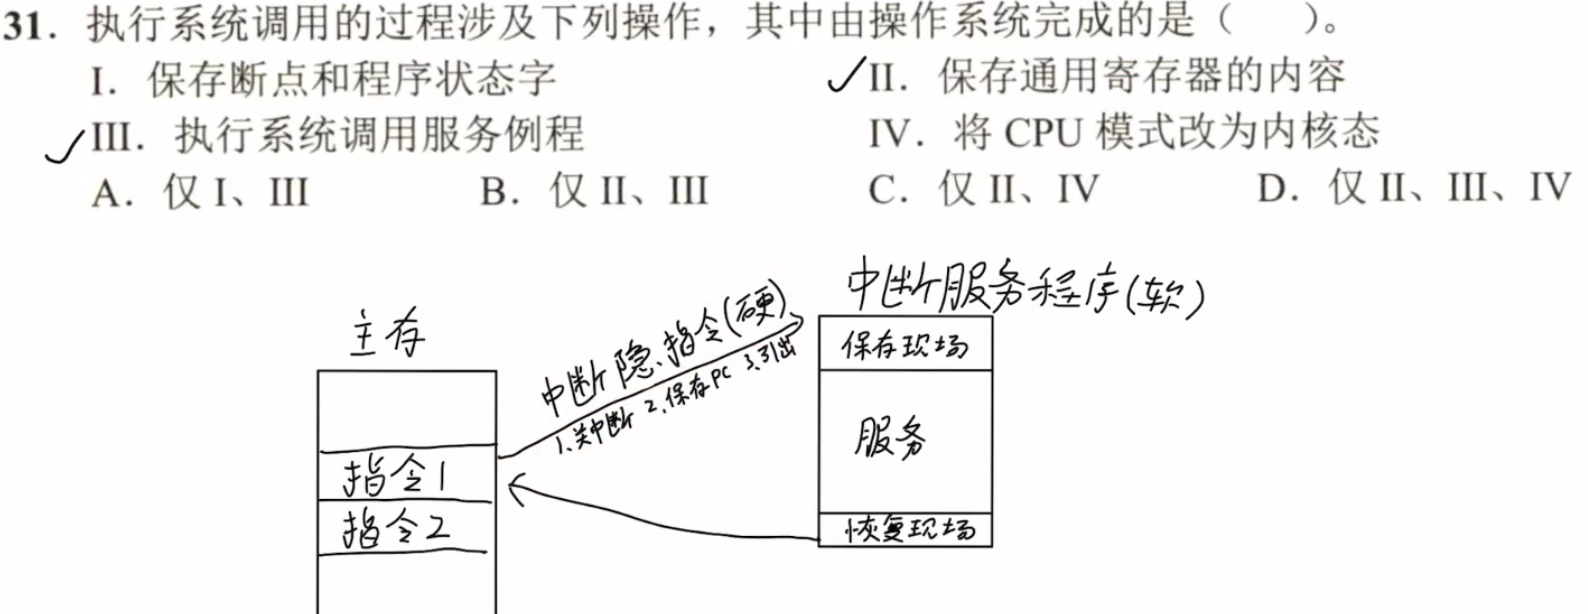 31. 执行系统调用的过程涉及下列操作，其中由操作系统完成的是（　　）。
I. 保存断点和程序状态字
✓II. 保存通用寄存器的内容
✓III. 执行系统调用服务例程
IV. 将 CPU 模式改为内核态
A. 仅 I、III
B. 仅 II、III
C. 仅 II、IV
D. 仅 II、III、IV
中断服务程序(软)
中断隐指令(硬)
主存
保存现场
1.关中断 2.保存PC 3.引出
服务
指令1
指令2
恢复现场